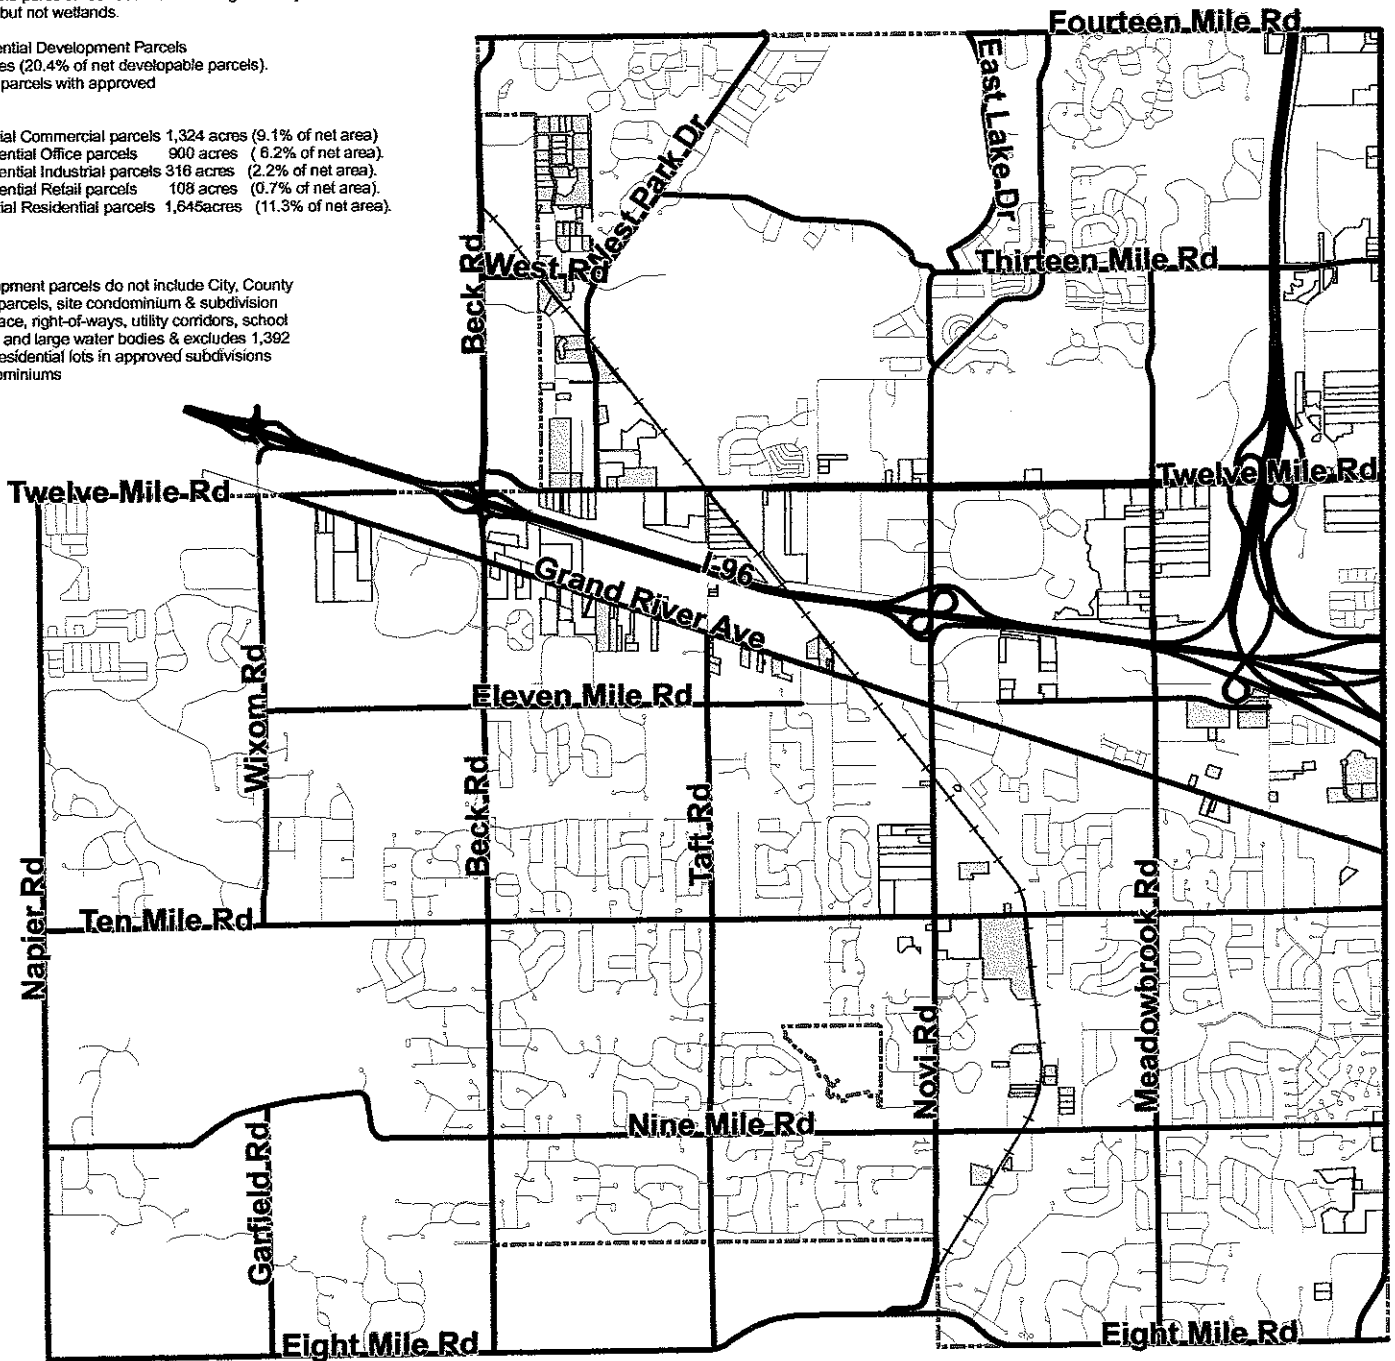 but not wetlands.
ential Development Parcels
es (20.4% of net developable parcels).
parcels with approved
ial Commercial parcels 1,324 acres (9.1% of net area)
ential Office parcels 900 acres ( 6.2% of net area).
ential Industrial parcels 316 acres (2.2% of net area).
ential Retail parcels 108 acres (0.7% of net area).
ial Residential parcels 1,645acres (11.3% of net area).
opment parcels do not include City, County
parcels, site condominium & subdivision
ace, right-of-ways, utility corridors, school
and large water bodies & excludes 1,392
esidential lots in approved subdivisions
ominiums
Fourteen Mile Rd
East Lake Dr
West Park Dr
Beck Rd
West Rd
Thirteen Mile Rd
Twelve Mile Rd
Twelve Mile Rd
I-96
Grand River Ave
Wixom Rd
Eleven Mile Rd
Beck Rd
Taft Rd
Napier Rd
Ten Mile Rd
Meadowbrook Rd
Novi Rd
Nine Mile Rd
Garfield Rd
Eight Mile Rd
Eight Mile Rd